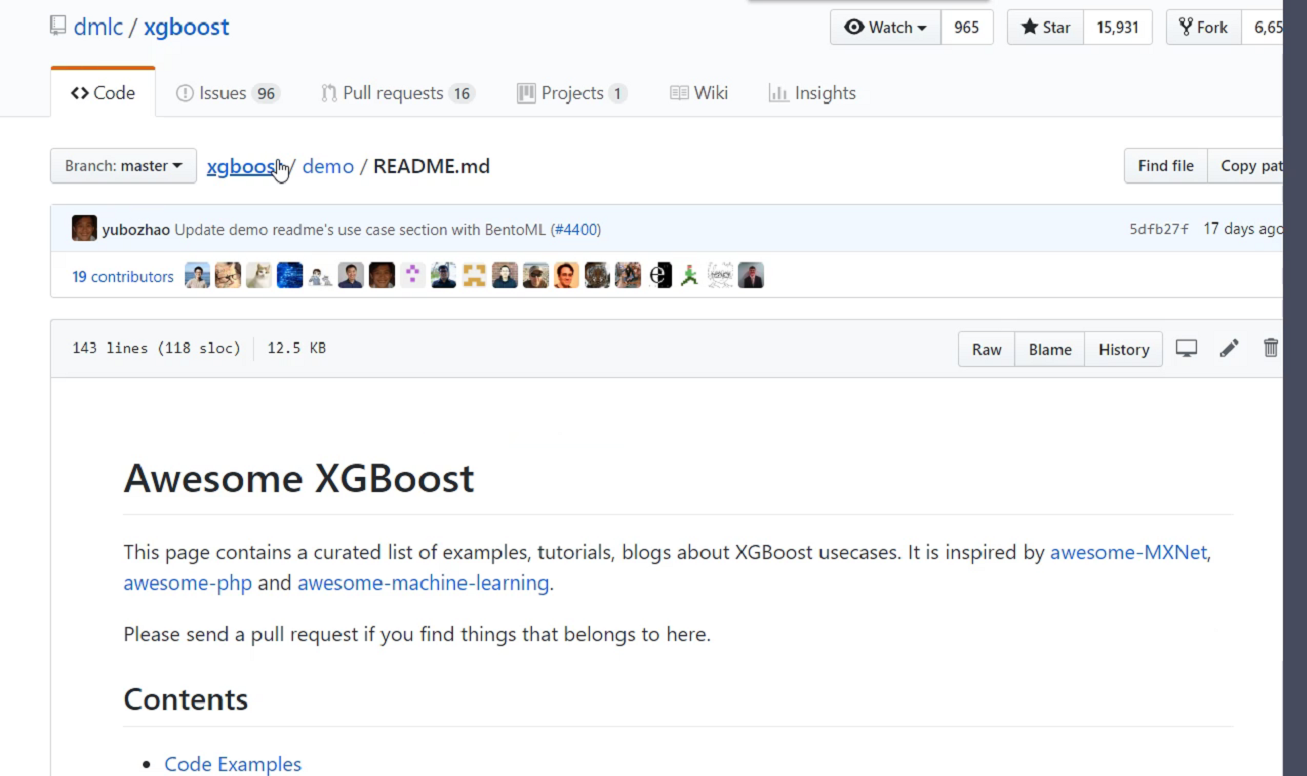 dmlc / xgboost Watch 965 Star 15,931 Fork 6,65
Code Issues 96 Pull requests 16 Projects 1 Wiki Insights
Branch: master xgboos / demo / README.md Find file Copy pat
yubozhao Update demo readme's use case section with BentoML (#4400) 5dfb27f 17 days ago
19 contributors e
143 lines (118 sloc) 12.5 KB Raw Blame History
Awesome XGBoost
This page contains a curated list of examples, tutorials, blogs about XGBoost usecases. It is inspired by awesome-MXNet,
awesome-php and awesome-machine-learning.
Please send a pull request if you find things that belongs to here.
Contents
• Code Examples